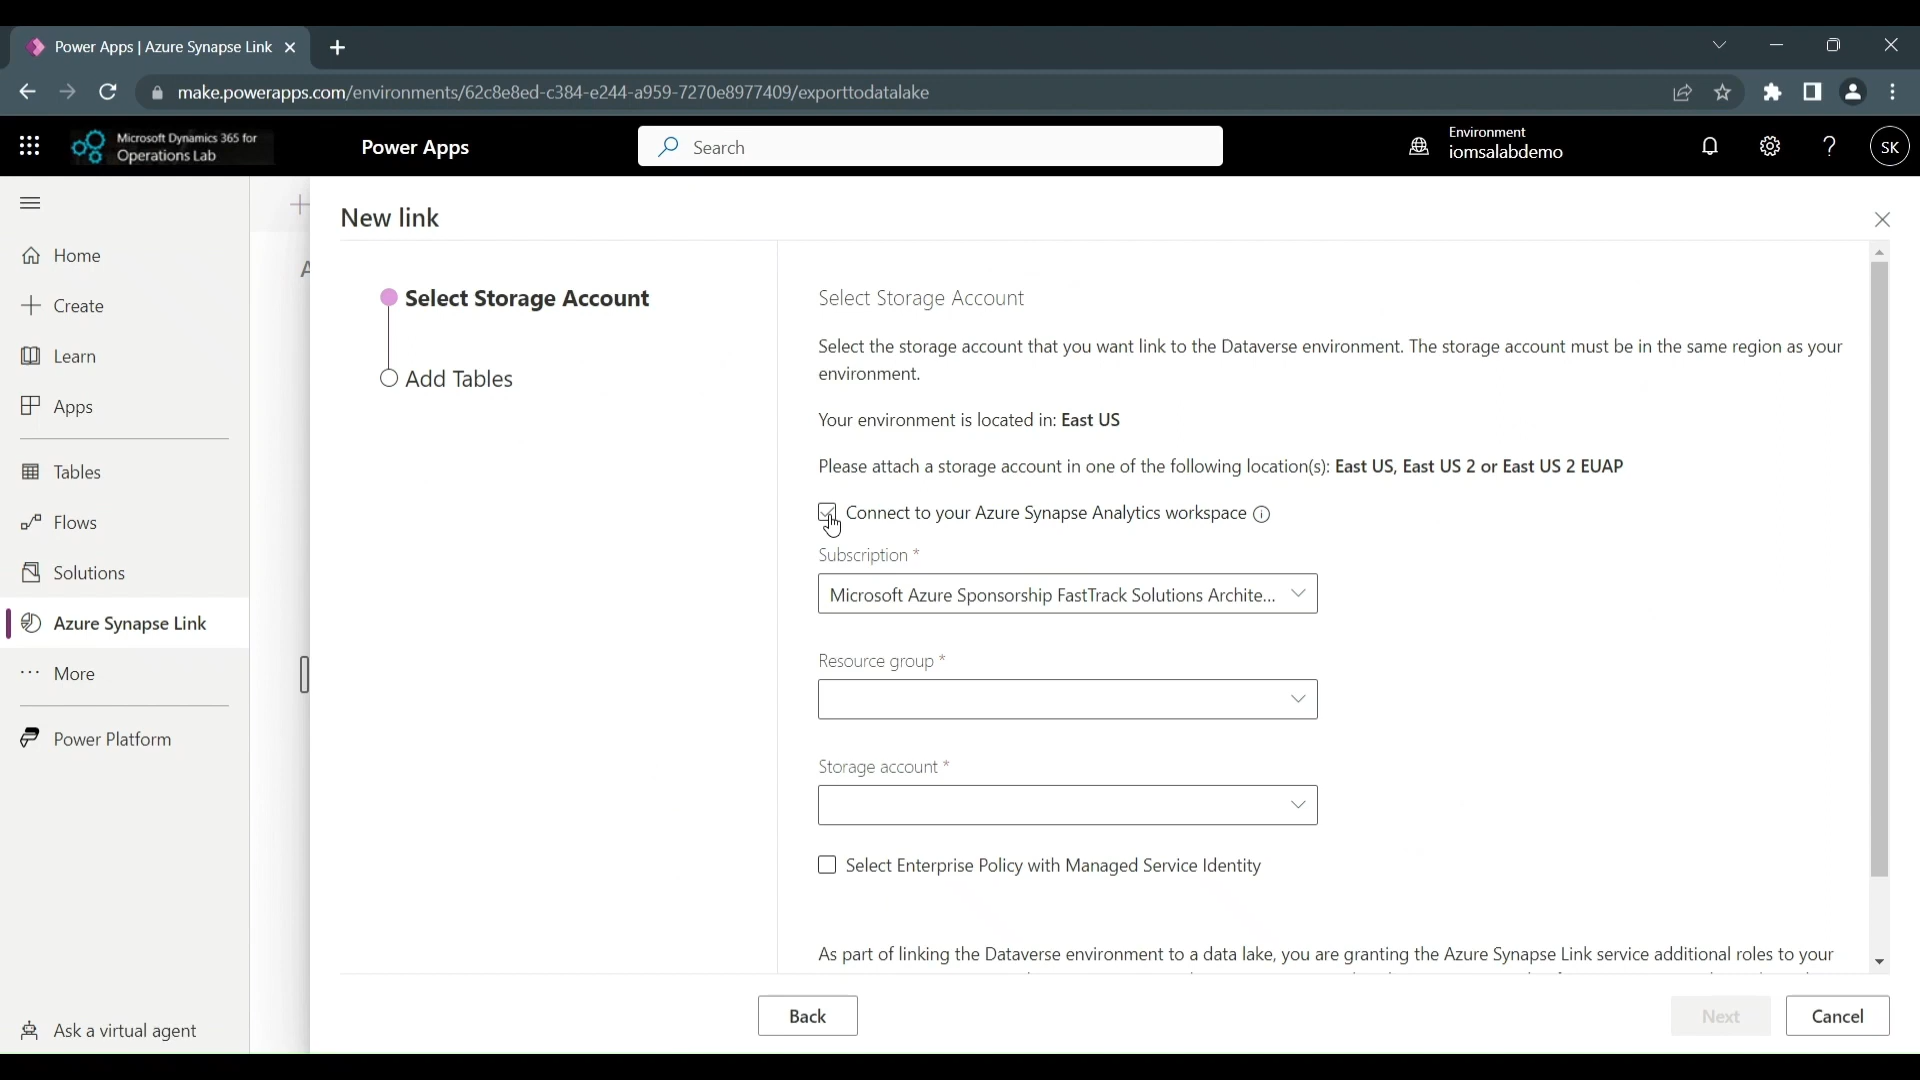 Power Apps | Azure Synapse Link
make.powerapps.com/environments/62c8e8ed-c384-e244-a959-7270e8977409/exporttodatalake
Microsoft Dynamics 365 for
Operations Lab
Power Apps
Search
Environment
iomsalabdemo
SK
Home
Create
Learn
Apps
Tables
Flows
Solutions
Azure Synapse Link
More
Power Platform
Ask a virtual agent
New link
Select Storage Account
Add Tables
Select Storage Account
Select the storage account that you want link to the Dataverse environment. The storage account must be in the same region as your
environment.
Your environment is located in: East US
Please attach a storage account in one of the following location(s): East US, East US 2 or East US 2 EUAP
Connect to your Azure Synapse Analytics workspace
Subscription *
Microsoft Azure Sponsorship FastTrack Solutions Archite...
Resource group *
Storage account *
Select Enterprise Policy with Managed Service Identity
As part of linking the Dataverse environment to a data lake, you are granting the Azure Synapse Link service additional roles to your
Back
Next
Cancel